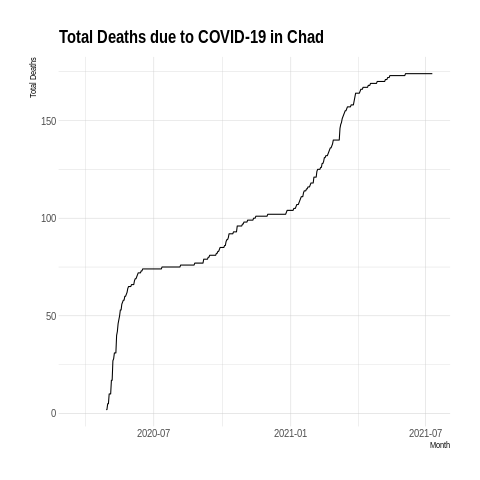 Total Deaths due to COVID-19 in Chad
Total Deaths
150
100
50
0
2020-07
2021-01
2021-07
Month